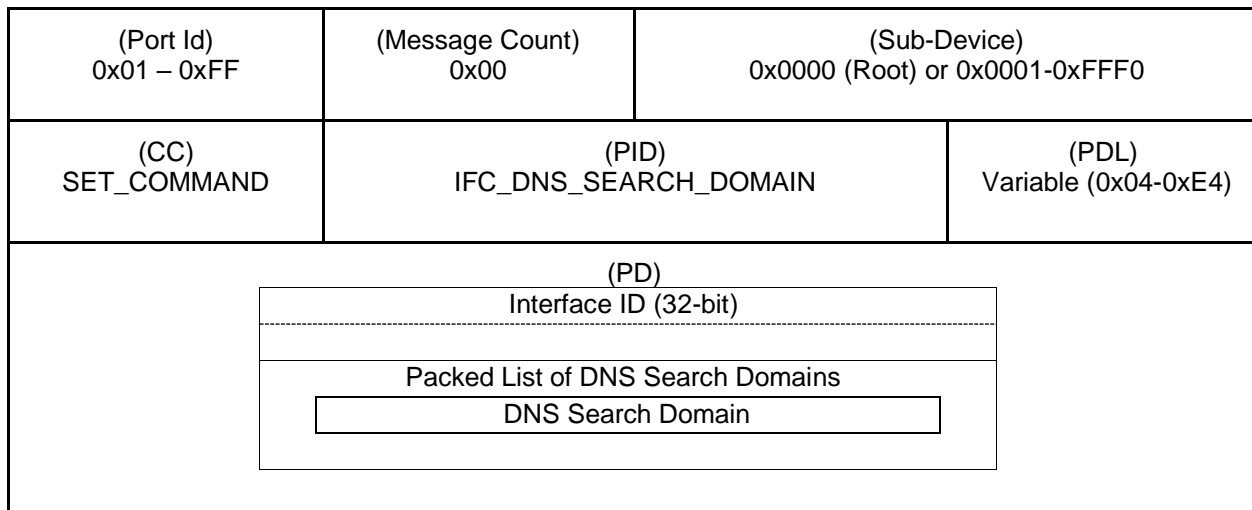 (Port Id)
0x01 – 0xFF
(Message Count)
0x00
(Sub-Device)
0x0000 (Root) or 0x0001-0xFFF0
(CC)
SET_COMMAND
(PID)
IFC_DNS_SEARCH_DOMAIN
(PDL)
Variable (0x04-0xE4)
(PD)
Interface ID (32-bit)
Packed List of DNS Search Domains
DNS Search Domain